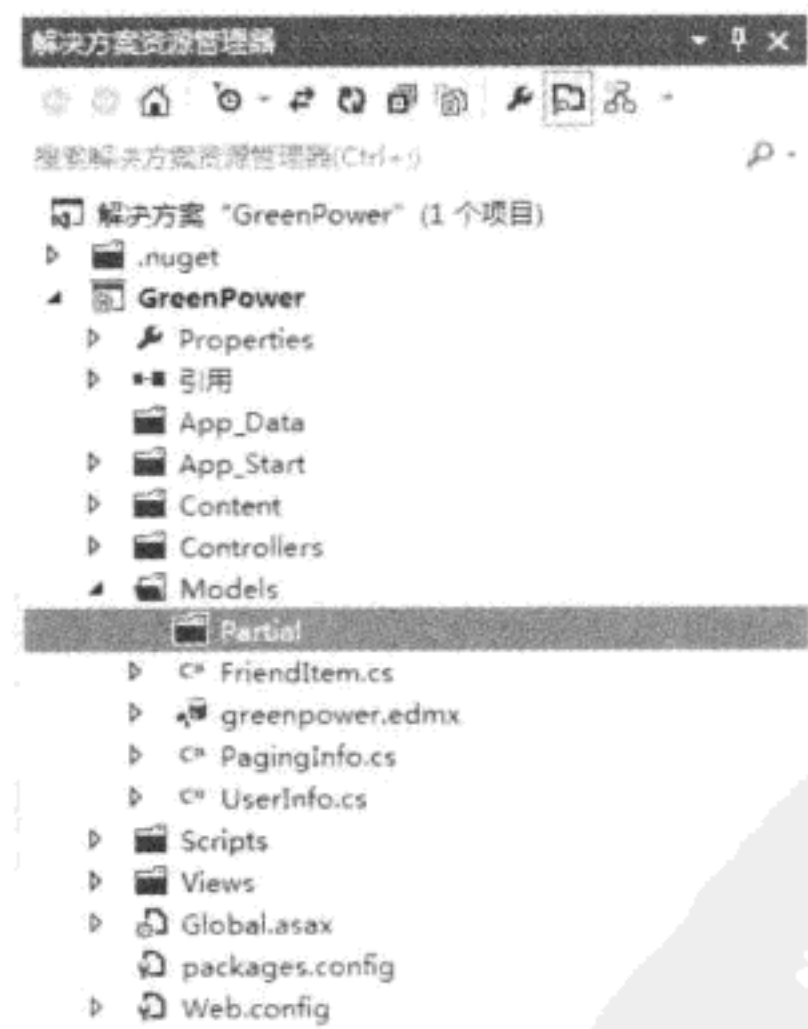 解决方案资源管理器
搜索解决方案资源管理器(Ctrl+;)
解决方案 "GreenPower" (1 个项目)
.nuget
GreenPower
Properties
引用
App_Data
App_Start
Content
Controllers
Models
Partial
FriendItem.cs
greenpower.edmx
PagingInfo.cs
UserInfo.cs
Scripts
Views
Global.asax
packages.config
Web.config